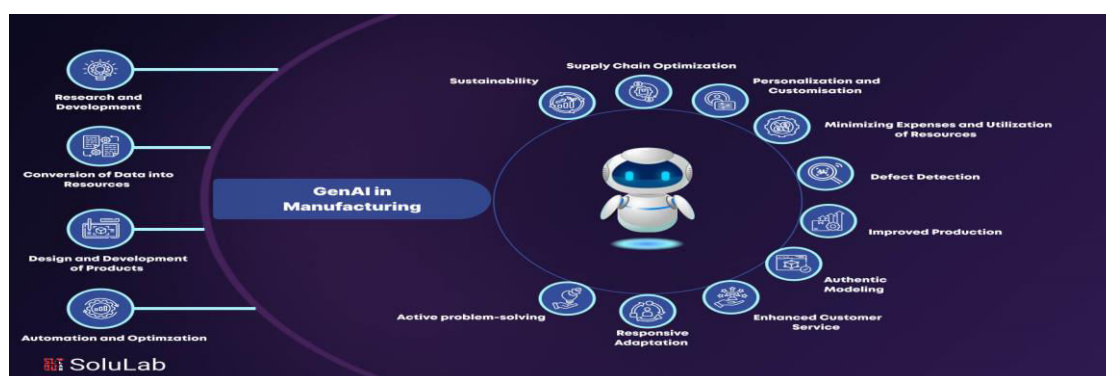 Research and
Development
Conversion of Data into
Resources
Design and Development
of Products
Automation and Optimzation
SoluLab
GenAI in
Manufacturing
Sustainability
Supply Chain Optimization
Personalization and
Customisation
Minimizing Expenses and Utilization
of Resources
Defect Detection
Improved Production
Authentic
Modeling
Enhanced Customer
Service
Responsive
Adaptation
Active problem-solving